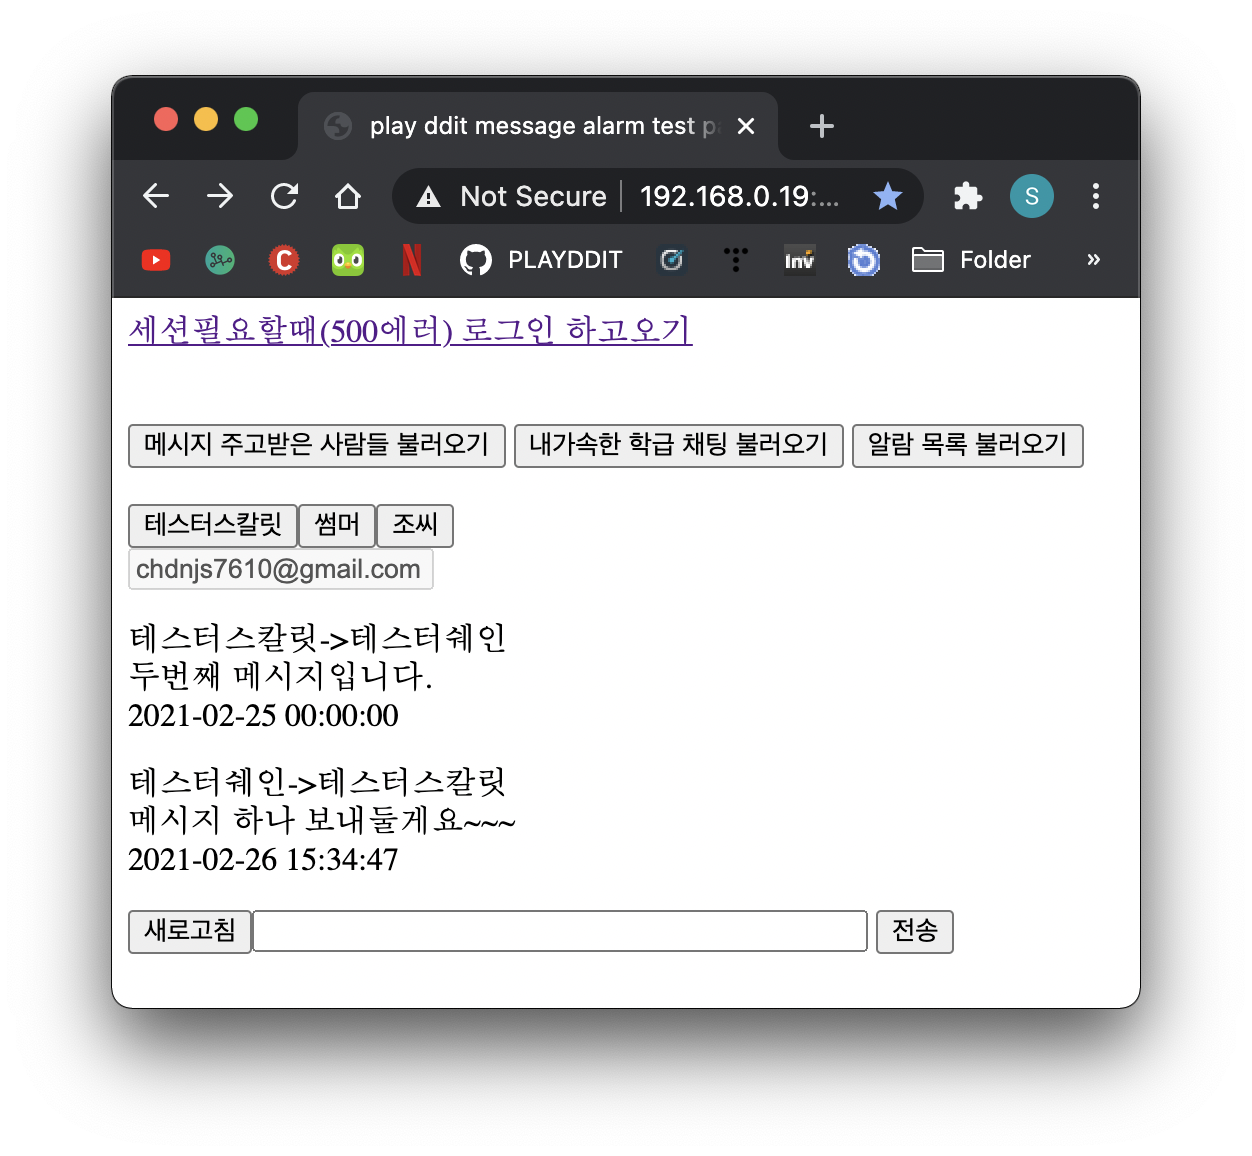 play ddit message alarm test p
Not Secure 192.168.0.19:...
S
C N PLAYDDIT Inv Folder »
세션필요할때(500에러) 로그인 하고오기
메시지 주고받은 사람들 불러오기 내가속한 학급 채팅 불러오기 알람 목록 불러오기
테스터스칼릿 썸머 조씨
chdnjs7610@gmail.com
테스터스칼릿->테스터쉐인
두번째 메시지입니다.
2021-02-25 00:00:00
테스터쉐인->테스터스칼릿
메시지 하나 보내둘게요~~~
2021-02-26 15:34:47
새로고침 전송